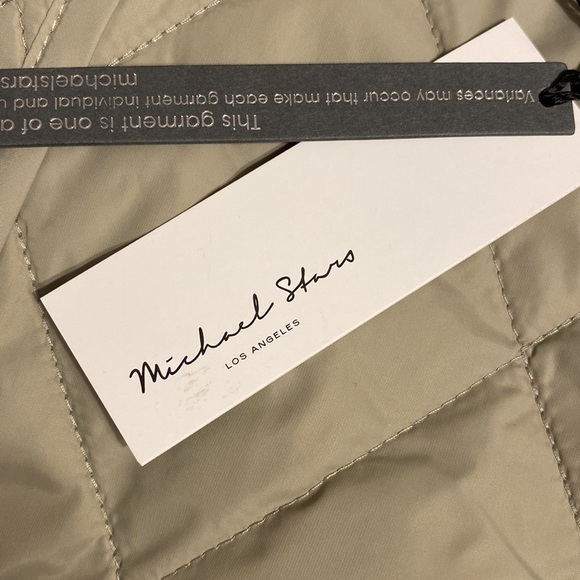 This garment is one of a
Variances may occur that make each garment individual and u
michaelstars
Michael Stars
LOS ANGELES